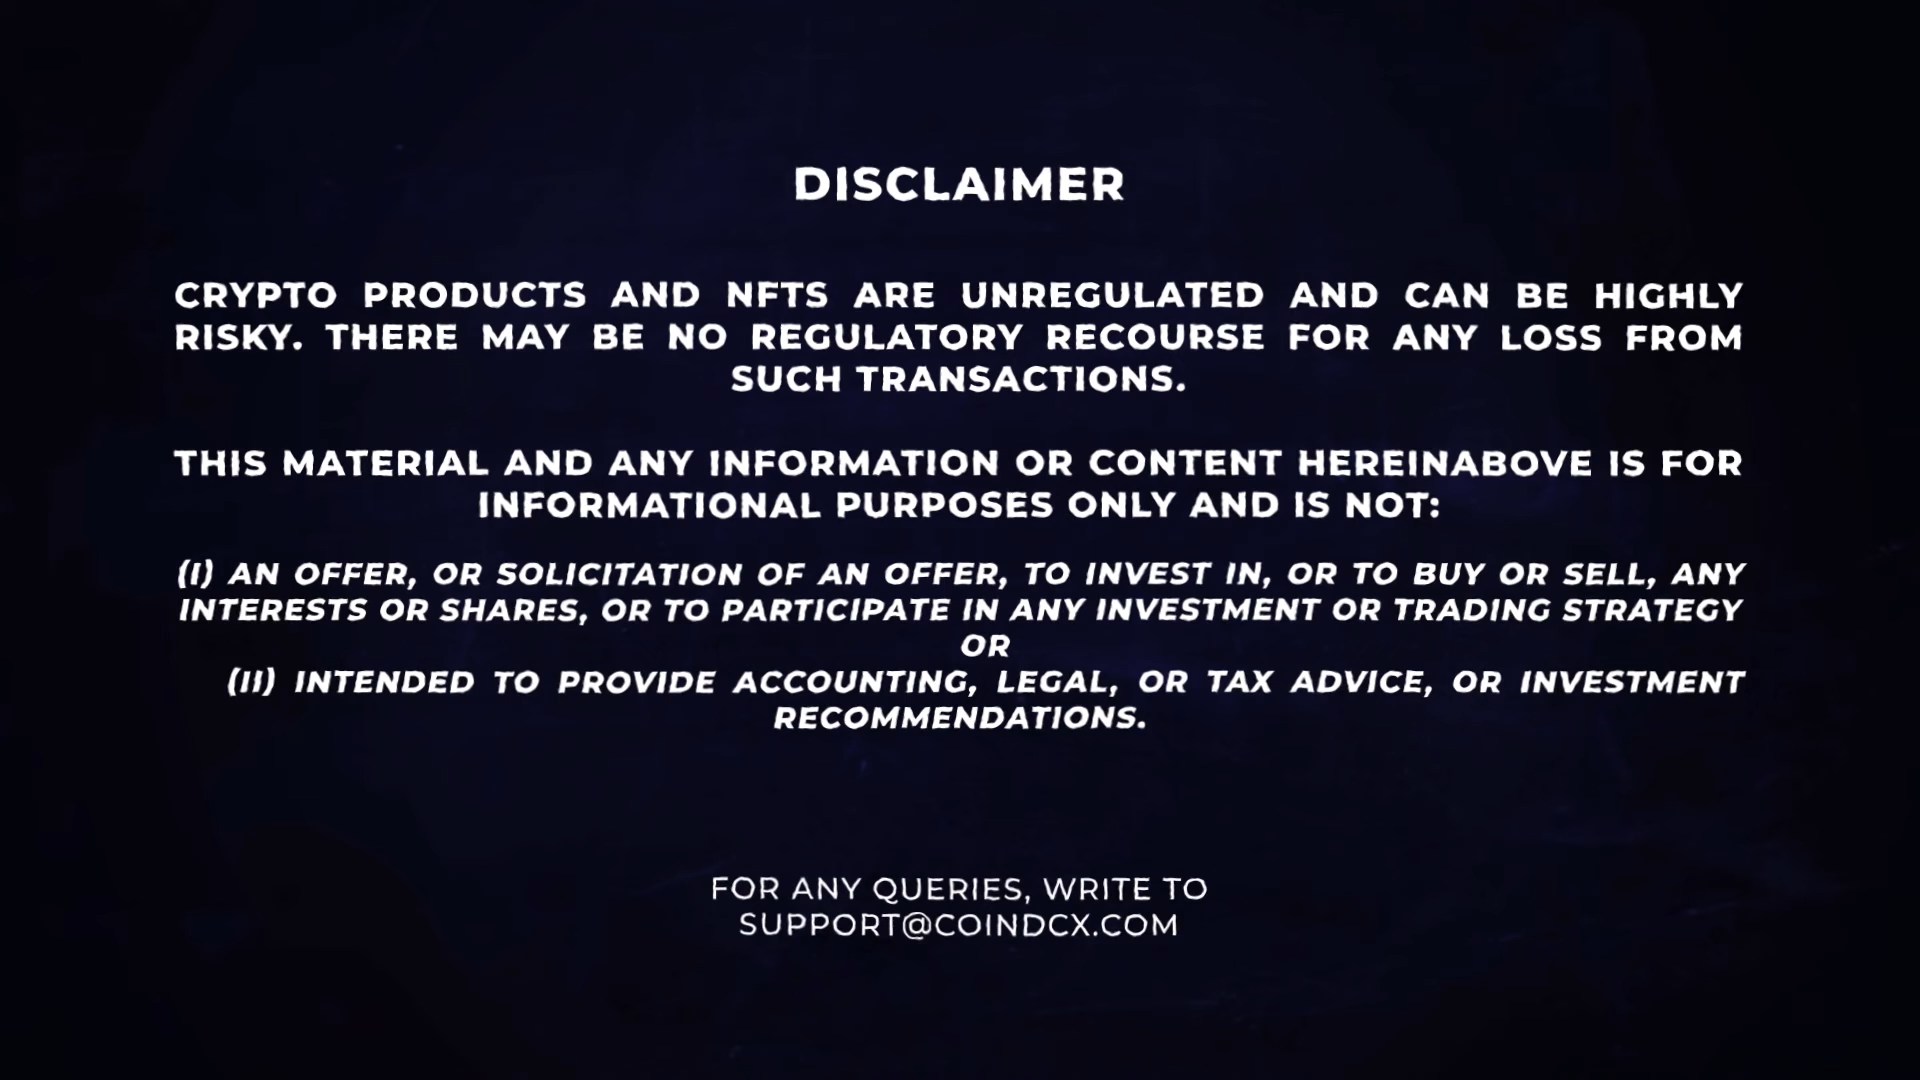 DISCLAIMER
CRYPTO PRODUCTS AND NFTS ARE UNREGULATED AND CAN BE HIGHLY
RISKY. THERE MAY BE NO REGULATORY RECOURSE FOR ANY LOSS FROM
SUCH TRANSACTIONS.
THIS MATERIAL AND ANY INFORMATION OR CONTENT HEREINABOVE IS FOR
INFORMATIONAL PURPOSES ONLY AND IS NOT:
(I) AN OFFER, OR SOLICITATION OF AN OFFER, TO INVEST IN, OR TO BUY OR SELL, ANY
INTERESTS OR SHARES, OR TO PARTICIPATE IN ANY INVESTMENT OR TRADING STRATEGY
OR
(II) INTENDED TO PROVIDE ACCOUNTING, LEGAL, OR TAX ADVICE, OR INVESTMENT
RECOMMENDATIONS.
FOR ANY QUERIES, WRITE TO
SUPPORT@COINDCX.COM